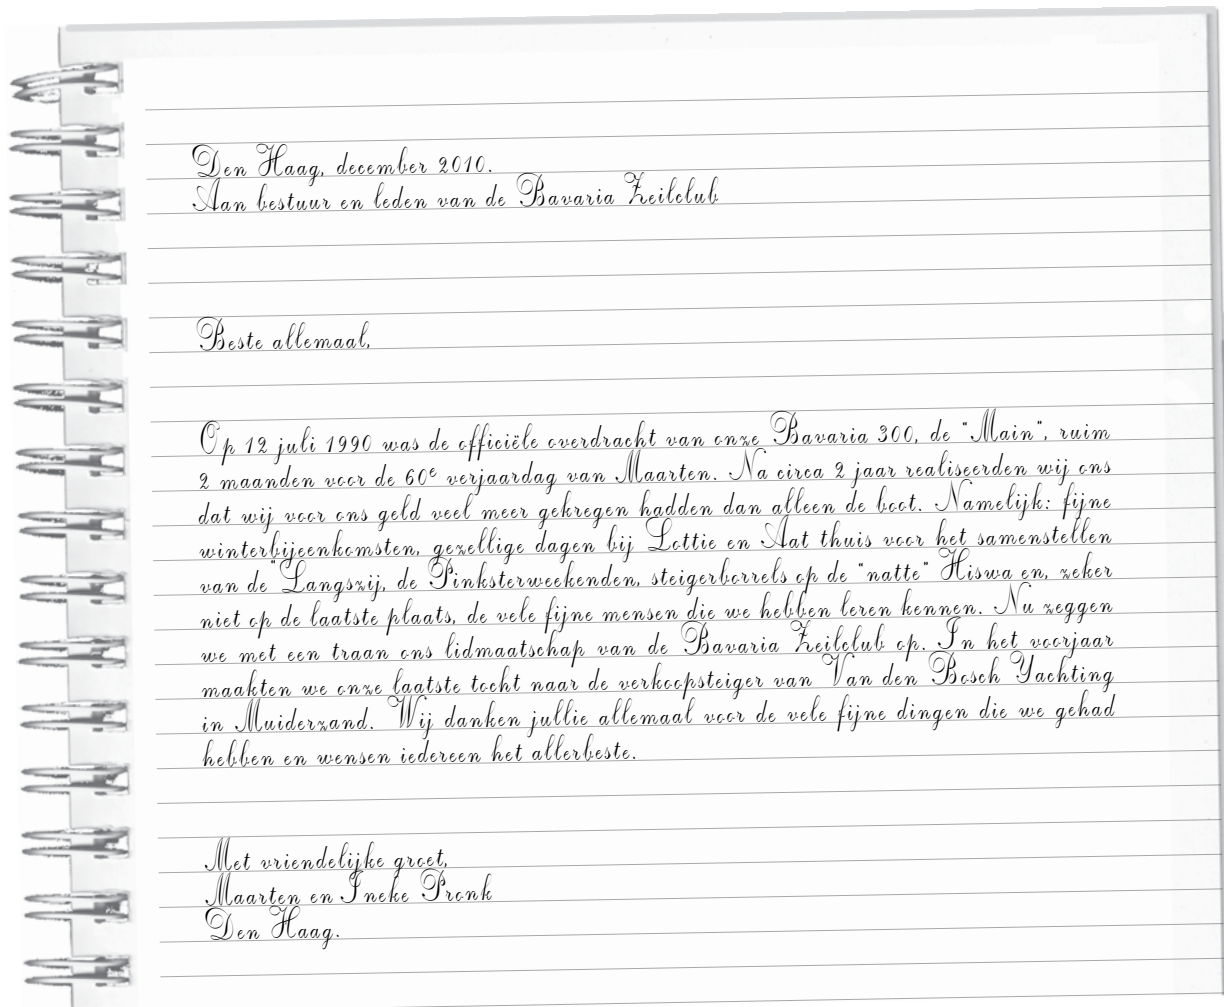 Den Haag, december 2010.
Aan bestuur en leden van de Bavaria Zeilclub
Beste allemaal,
Op 12 juli 1990 was de officiële overdracht van onze Bavaria 300, de "Main", ruim
2 maanden voor de 60e verjaardag van Maarten. Na circa 2 jaar realiseerden wij ons
dat wij voor ons geld veel meer gekregen hadden dan alleen de boot. Namelijk: fijne
winterbijeenkomsten, gezellige dagen bij Lottie en Aat thuis voor het samenstellen
van de "Langszij, de Pinksterweekenden, steigerborrels op de "natte" Hiswa en, zeker
niet op de laatste plaats, de vele fijne mensen die we hebben leren kennen. Nu zeggen
we met een traan ons lidmaatschap van de Bavaria Zeilclub op. In het voorjaar
maakten we onze laatste tocht naar de verkoopsteiger van Van den Bosch Yachting
in Muiderzand. Wij danken jullie allemaal voor de vele fijne dingen die we gehad
hebben en wensen iedereen het allerbeste.
Met vriendelijke groet,
Maarten en Ineke Pronk
Den Haag.